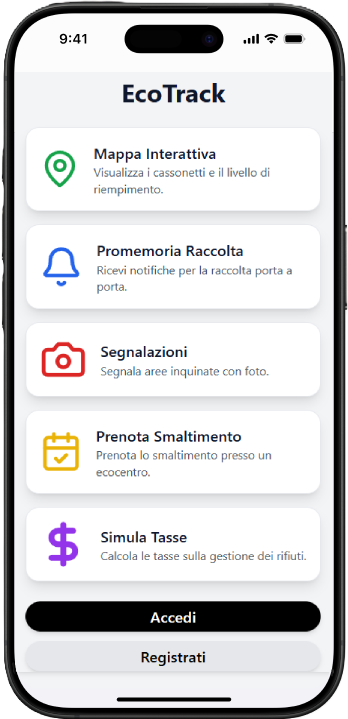 9:41
EcoTrack
Mappa Interattiva
Visualizza i cassonetti e il livello di
riempimento.
Promemoria Raccolta
Ricevi notifiche per la raccolta porta a
porta.
Segnalazioni
Segnala aree inquinate con foto.
Prenota Smaltimento
Prenota lo smaltimento presso un
ecocentro.
Simula Tasse
Calcola le tasse sulla gestione dei rifiuti.
Accedi
Registrati